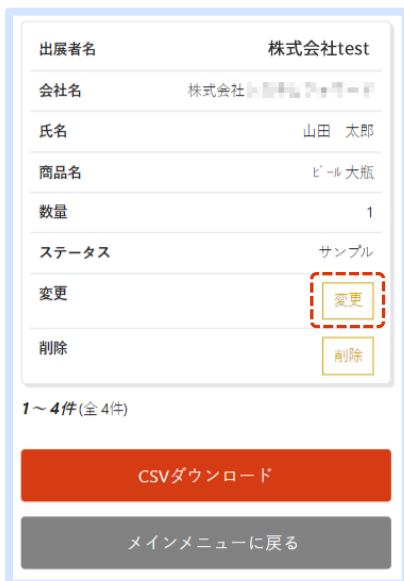 出展者名 株式会社test
会社名 株式会社
氏名 山田　太郎
商品名 ﾋﾞｰﾙ大瓶
数量 1
ステータス サンプル
変更 変更
削除 削除
1～4件(全 4件)
CSVダウンロード
メインメニューに戻る